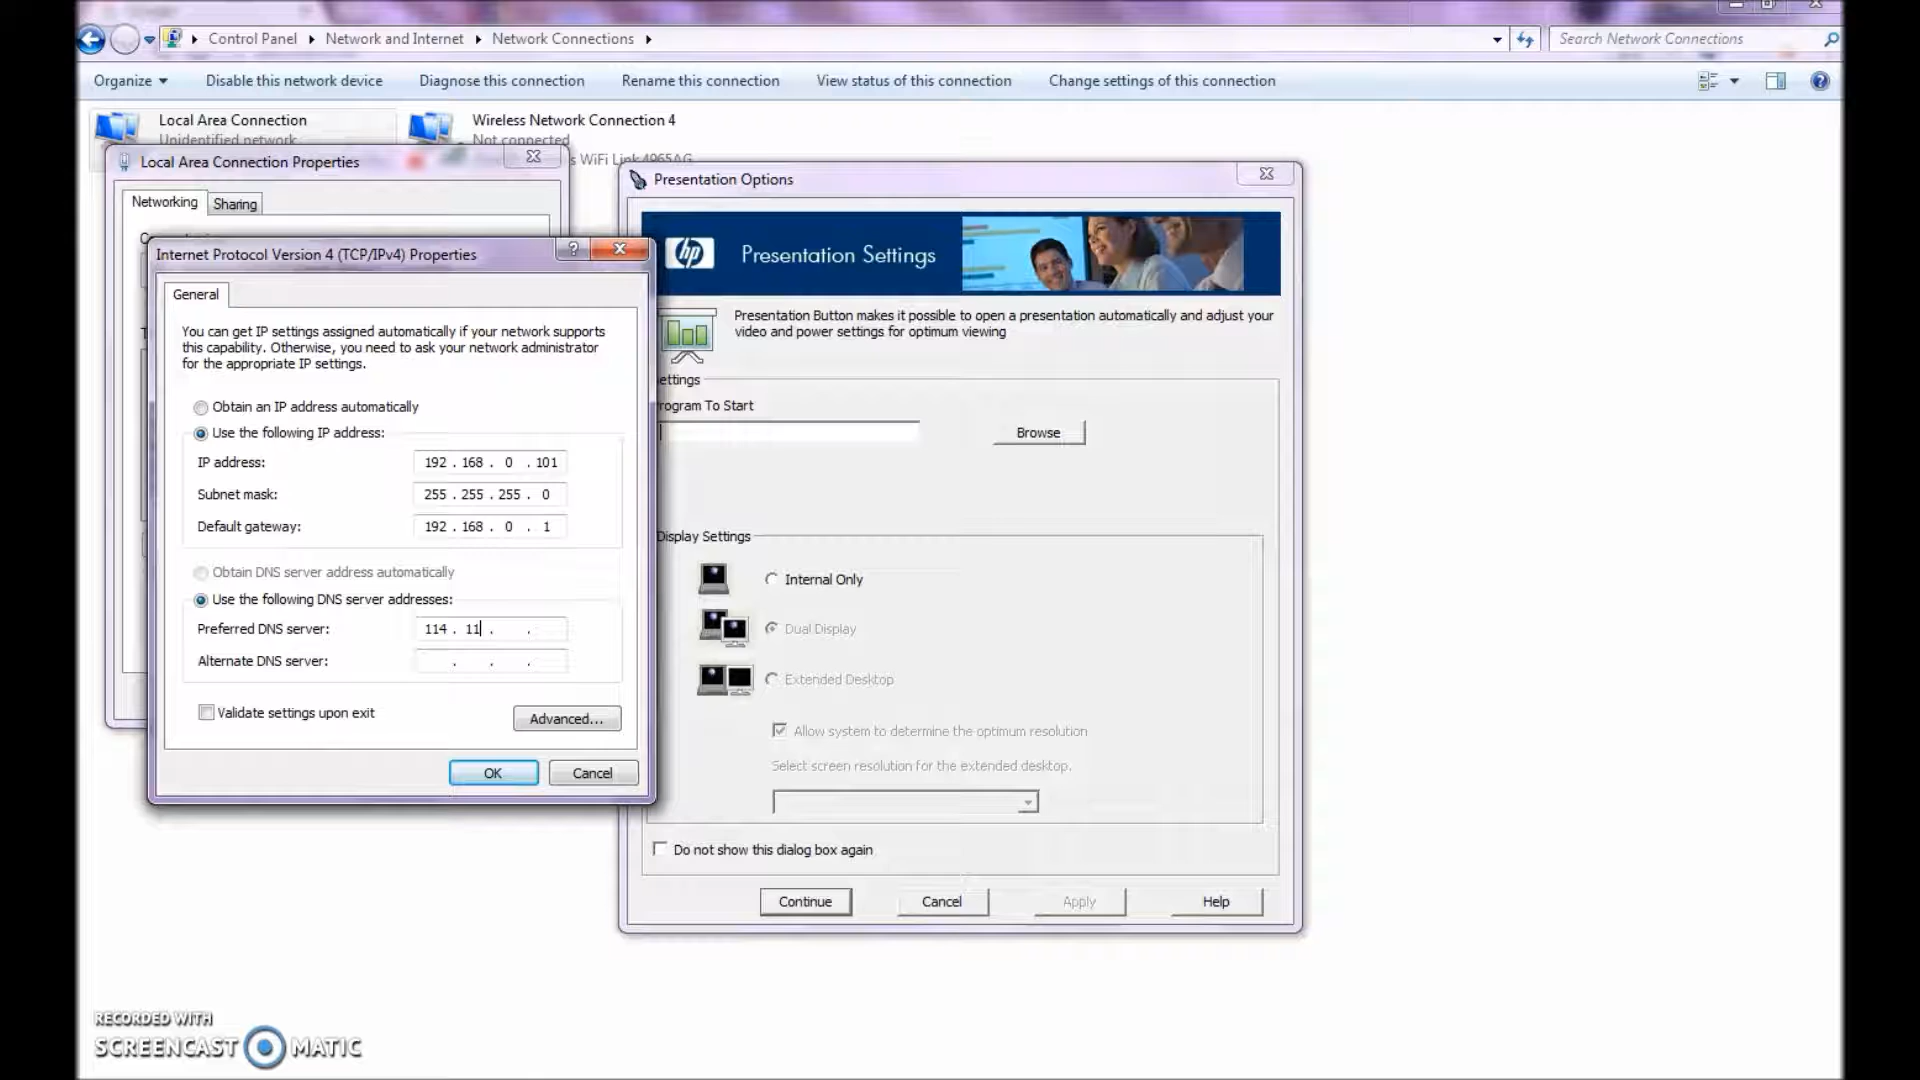 Control Panel
Network and Internet
Network Connections
Search Network Connections
Organize
Disable this network device
Diagnose this connection
Rename this connection
View status of this connection
Change settings of this connection
Local Area Connection
Unidentified network
Wireless Network Connection 4
Not connected
s WiFi Link 4965AG
Local Area Connection Properties
Networking
Sharing
Internet Protocol Version 4 (TCP/IPv4) Properties
General
You can get IP settings assigned automatically if your network supports
this capability. Otherwise, you need to ask your network administrator
for the appropriate IP settings.
Obtain an IP address automatically
Use the following IP address:
IP address:
192 . 168 . 0 . 101
Subnet mask:
255 . 255 . 255 . 0
Default gateway:
192 . 168 . 0 . 1
Obtain DNS server address automatically
Use the following DNS server addresses:
Preferred DNS server:
114 . 11 . .
Alternate DNS server:
. . .
Validate settings upon exit
Advanced...
OK
Cancel
Presentation Options
hp
Presentation Settings
Presentation Button makes it possible to open a presentation automatically and adjust your
video and power settings for optimum viewing
ettings
rogram To Start
Browse
Display Settings
Internal Only
Dual Display
Extended Desktop
Allow system to determine the optimum resolution
Select screen resolution for the extended desktop.
Do not show this dialog box again
Continue
Cancel
Apply
Help
RECORDED WITH
SCREENCAST MATIC